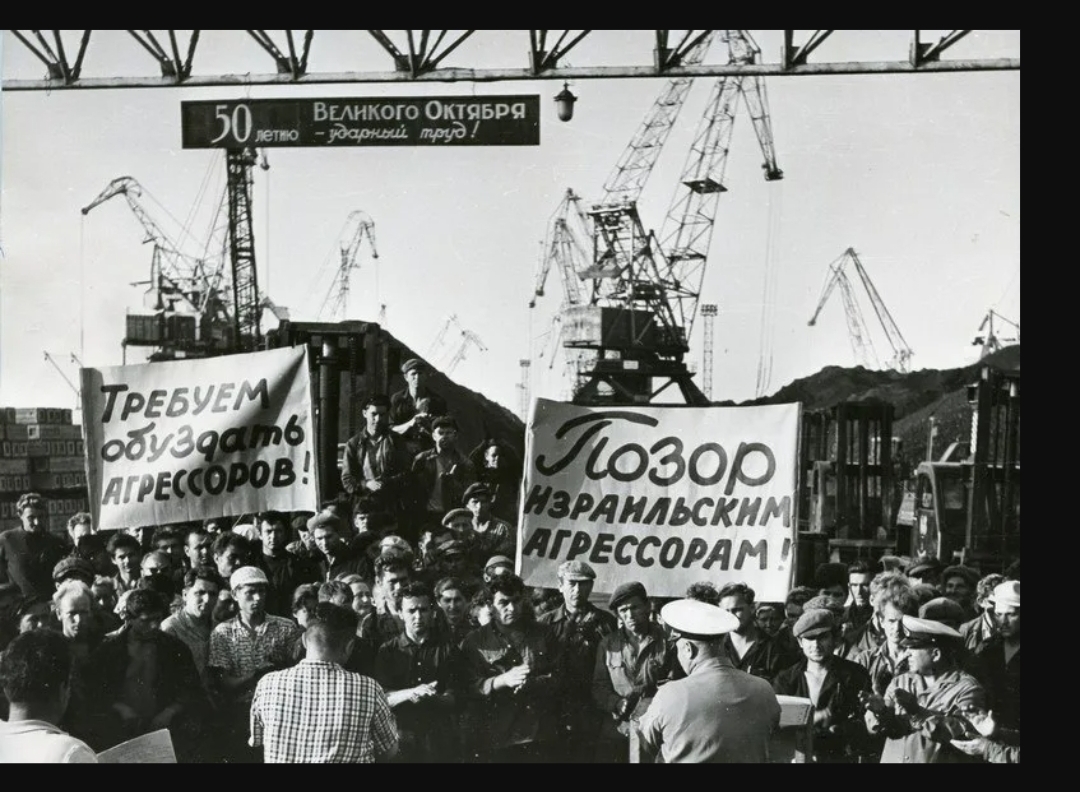 50 летию Великого Октября
– ударный труд!
Требуем
обуздать
агрессоров!
Позор
израильским
агрессорам!